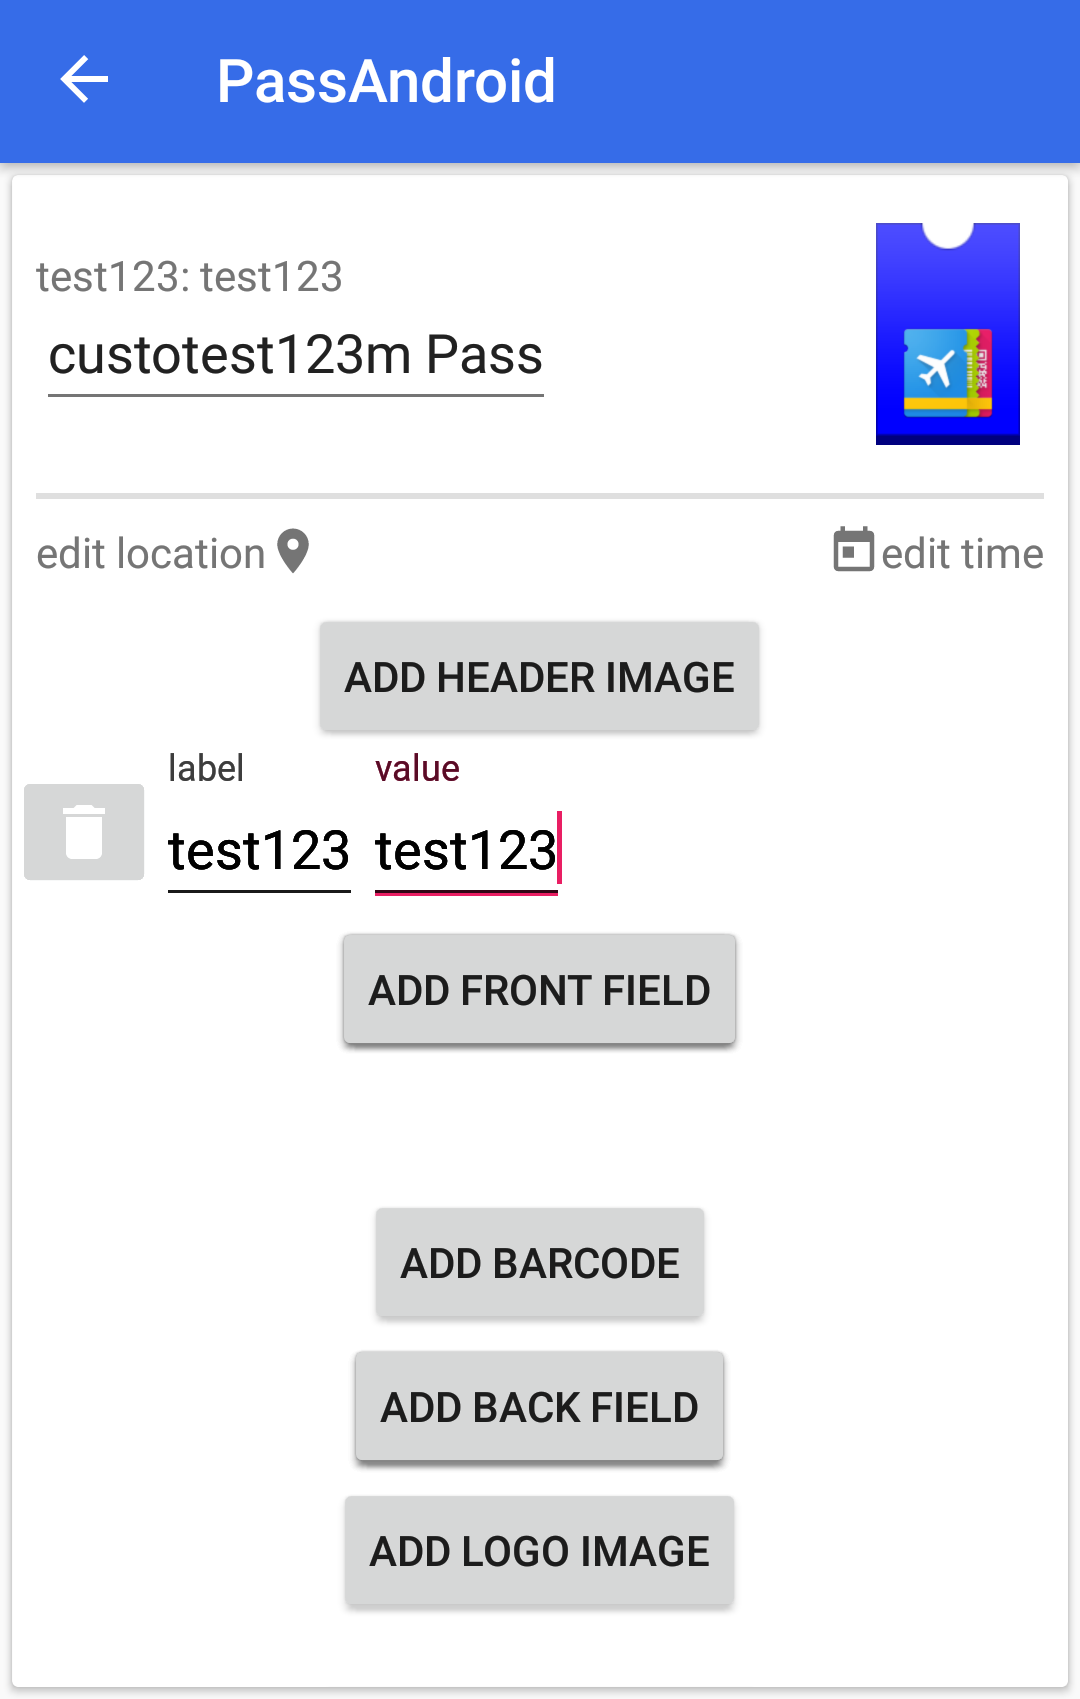 PassAndroid
test123: test123
custotest123m Pass
edit location
edit time
ADD HEADER IMAGE
label value
test123 test123
ADD FRONT FIELD
ADD BARCODE
ADD BACK FIELD
ADD LOGO IMAGE